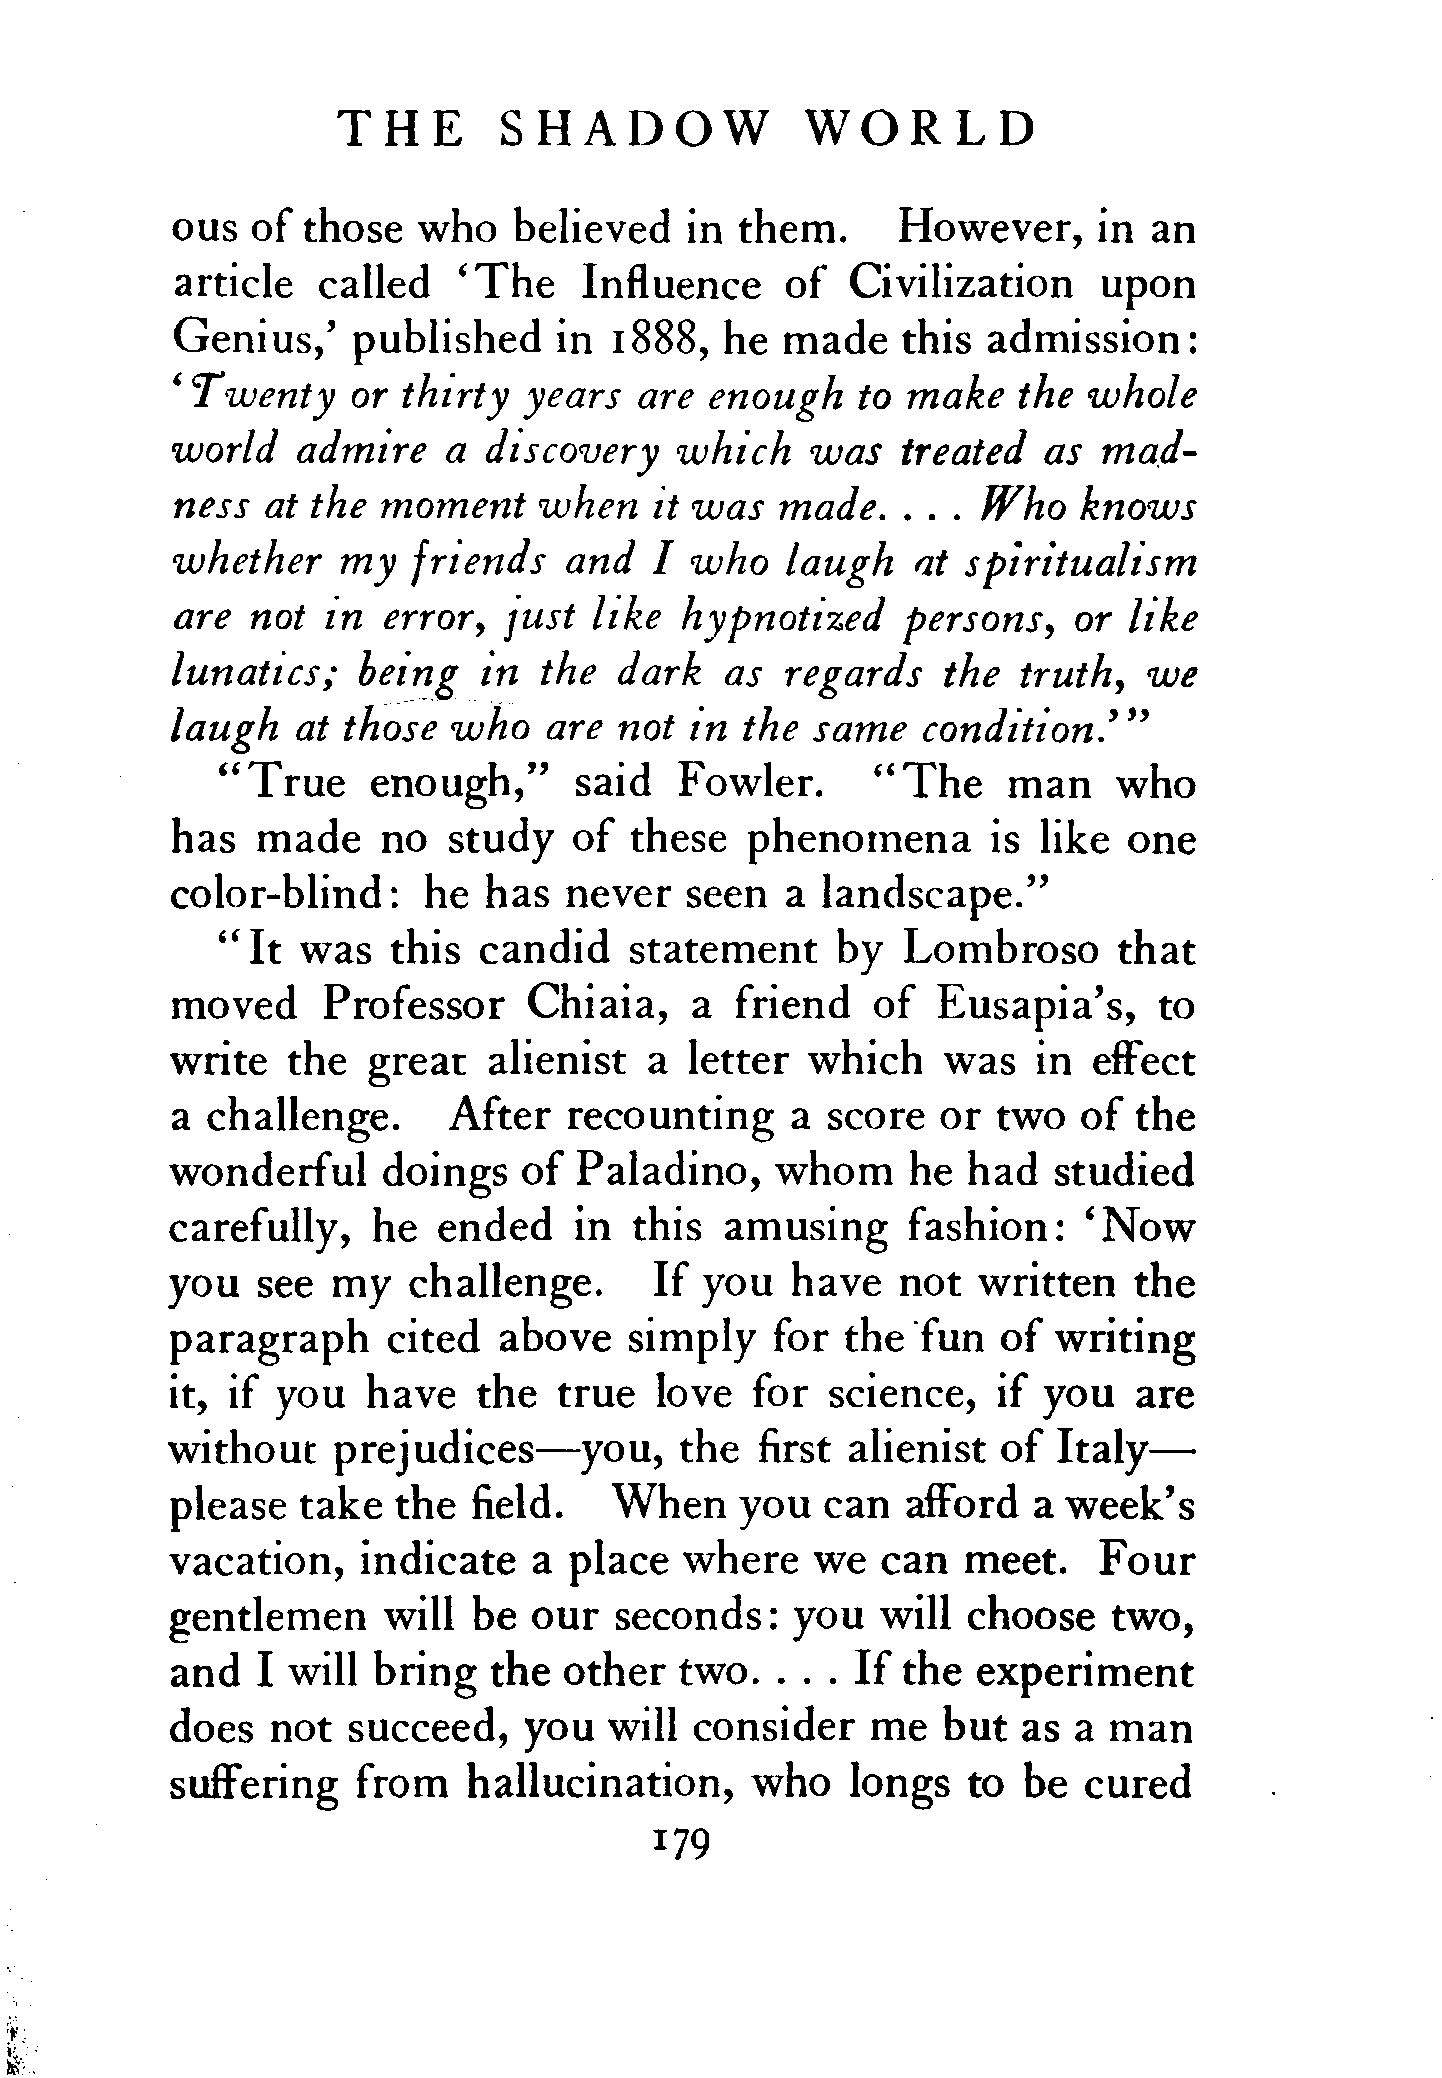 THE SHADOW WORLD
ous of those who believed in them. However, in an
article called ‘The Influence of Civilization upon
Genius,’ published in 1888, he made this admission:
‘Twenty or thirty years are enough to make the whole
world admire a discovery which was treated as mad-
ness at the moment when it was made. . . . Who knows
whether my friends and I who laugh at spiritualism
are not in error, just like hypnotized persons, or like
lunatics; being in the dark as regards the truth, we
laugh at those who are not in the same condition.’”
“True enough,” said Fowler. “The man who
has made no study of these phenomena is like one
color-blind: he has never seen a landscape.”
“It was this candid statement by Lombroso that
moved Professor Chiaia, a friend of Eusapia’s, to
write the great alienist a letter which was in effect
a challenge. After recounting a score or two of the
wonderful doings of Paladino, whom he had studied
carefully, he ended in this amusing fashion: ‘Now
you see my challenge. If you have not written the
paragraph cited above simply for the fun of writing
it, if you have the true love for science, if you are
without prejudices—you, the first alienist of Italy—
please take the field. When you can afford a week’s
vacation, indicate a place where we can meet. Four
gentlemen will be our seconds: you will choose two,
and I will bring the other two. . . . If the experiment
does not succeed, you will consider me but as a man
suffering from hallucination, who longs to be cured
179